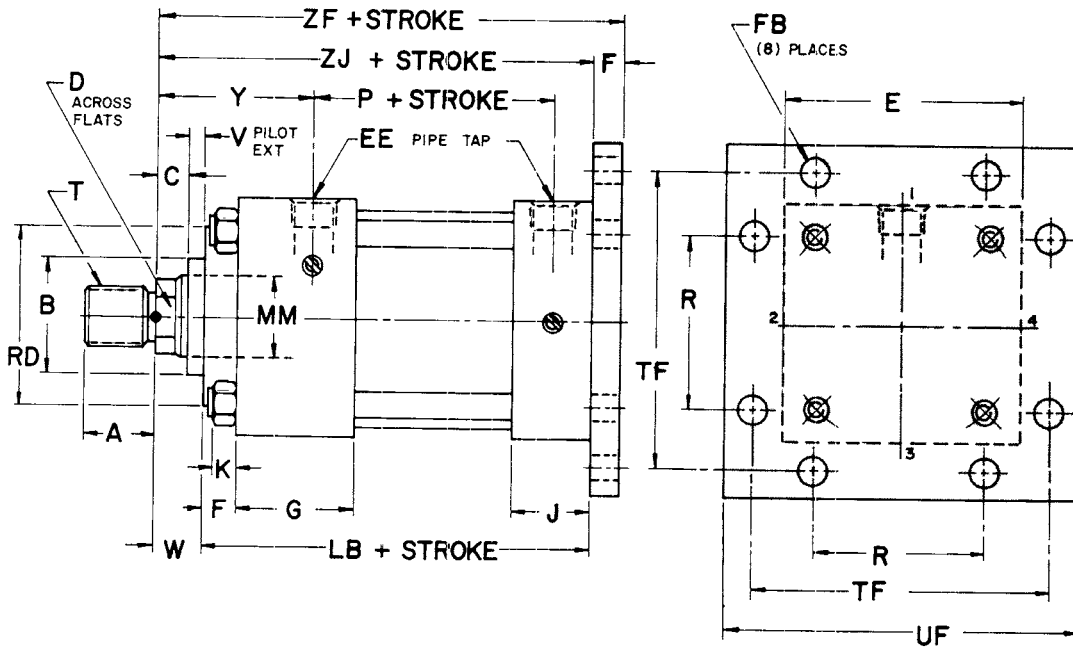 ZF + STROKE
ZJ + STROKE
F
Y
P + STROKE
D
ACROSS
FLATS
V PILOT
EXT
EE PIPE TAP
C
T
B
MM
RD
A
K
F
G
J
W
LB + STROKE
FB
(8) PLACES
E
1
R
TF
2
4
3
R
TF
UF